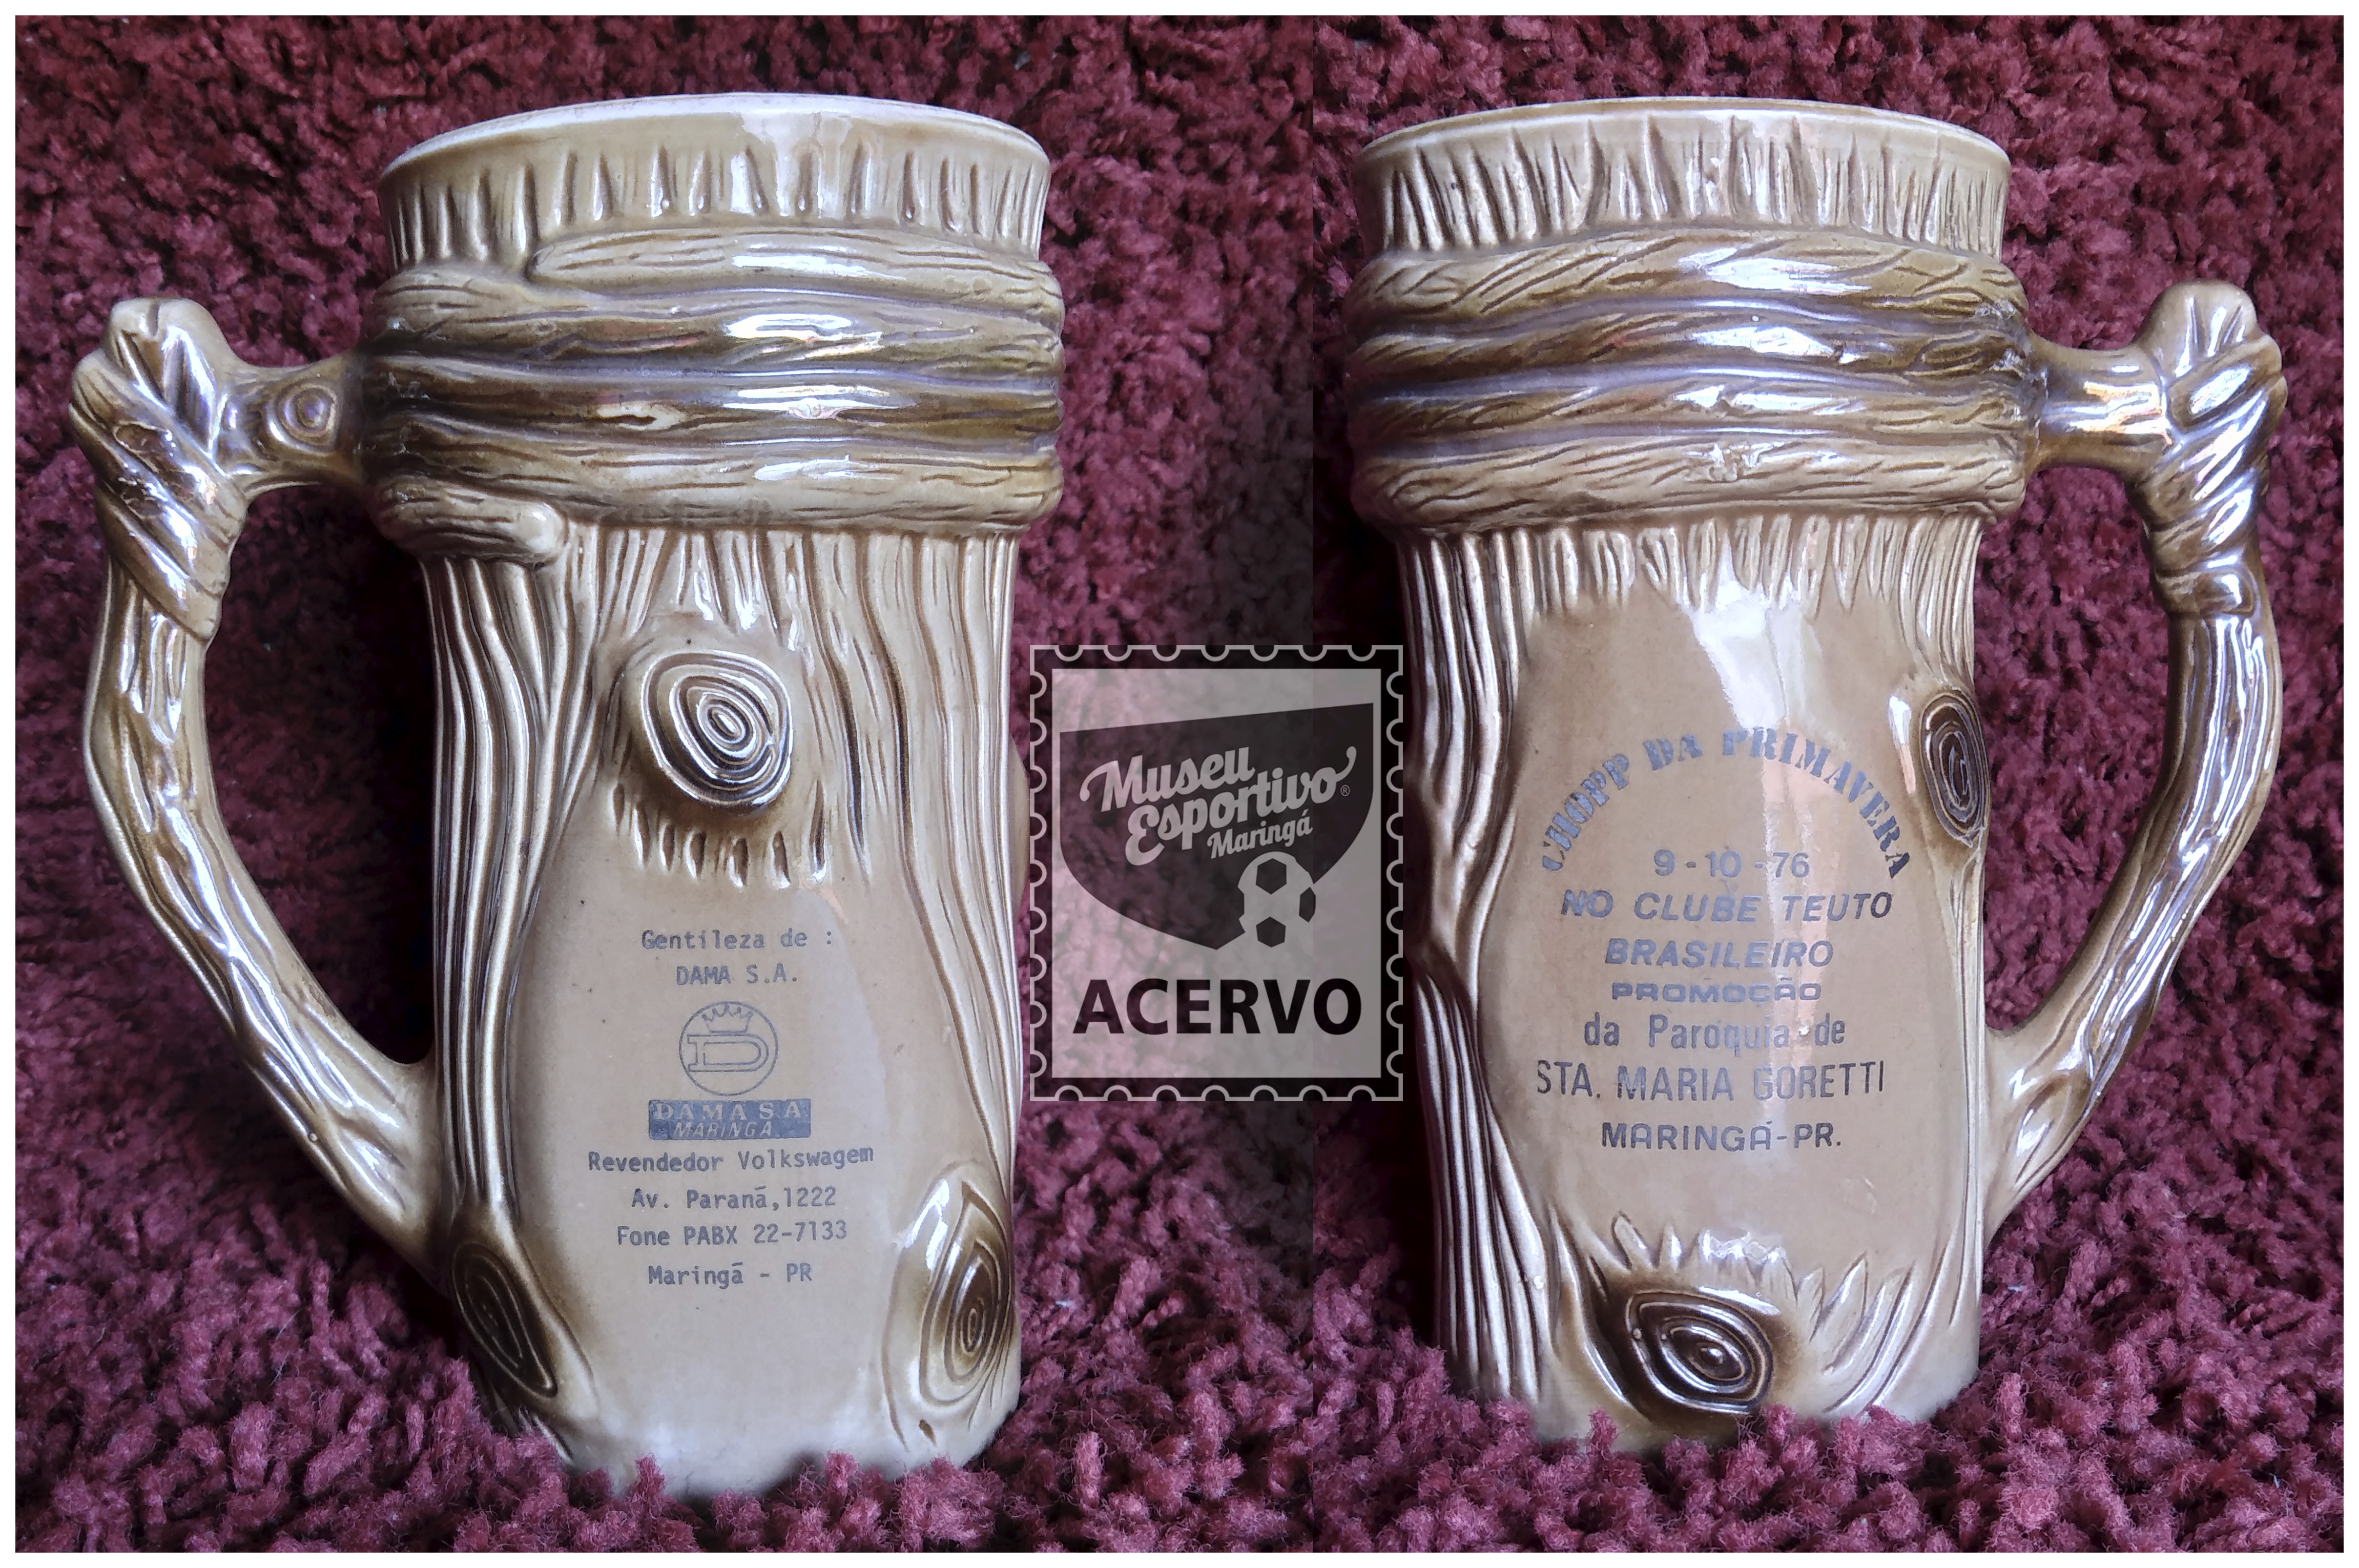 Gentileza de :
DAMA S.A.
D
DAMA S A
MARINGÁ
Revendedor Volkswagem
Av. Paraná,1222
Fone PABX 22-7133
Maringá - PR
Museu
Esportivo®
Maringá
ACERVO
CHOPP DA PRIMAVERA
9-10-76
NO CLUBE TEUTO
BRASILEIRO
PROMOÇÃO
da Paroquia de
STA. MARIA GORETTI
MARINGÁ-PR.